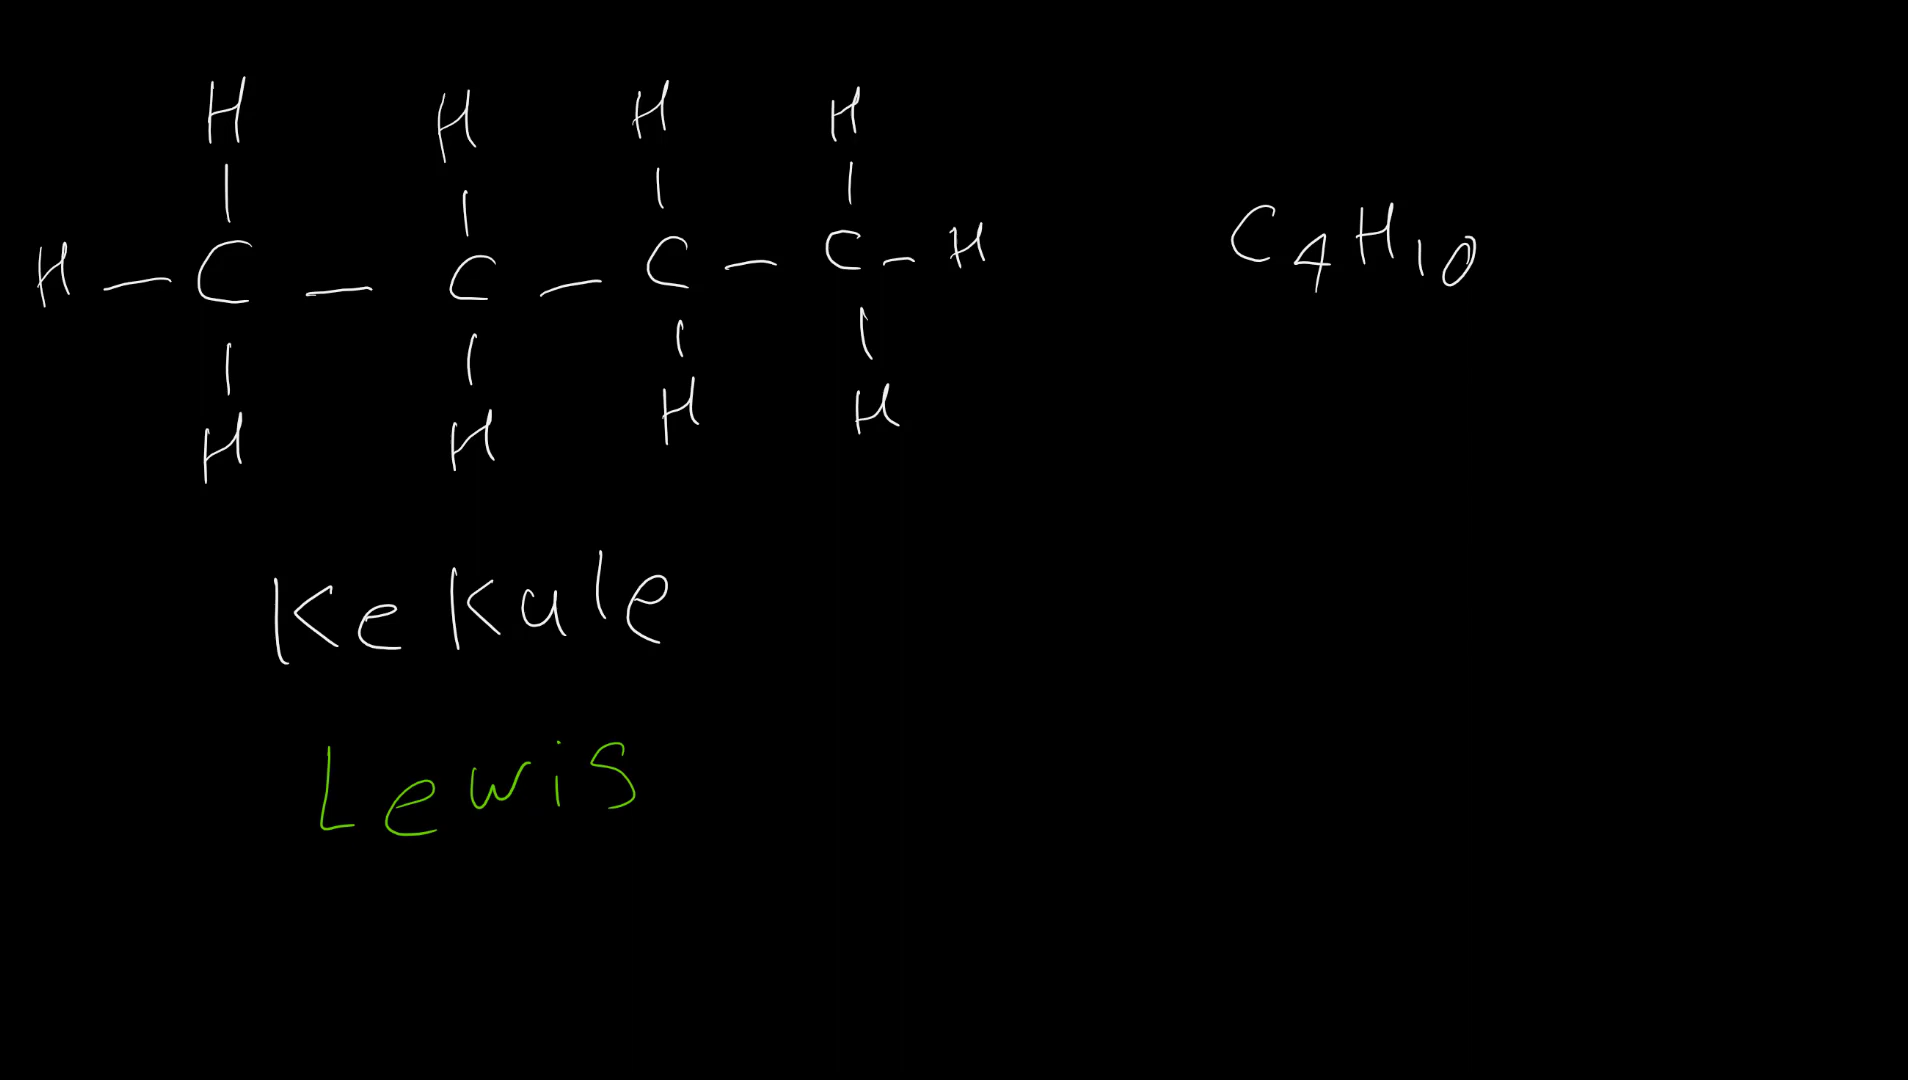 H H H H
H — C — C — C — C - H C4H10
H H H H
Kekule
Lewis